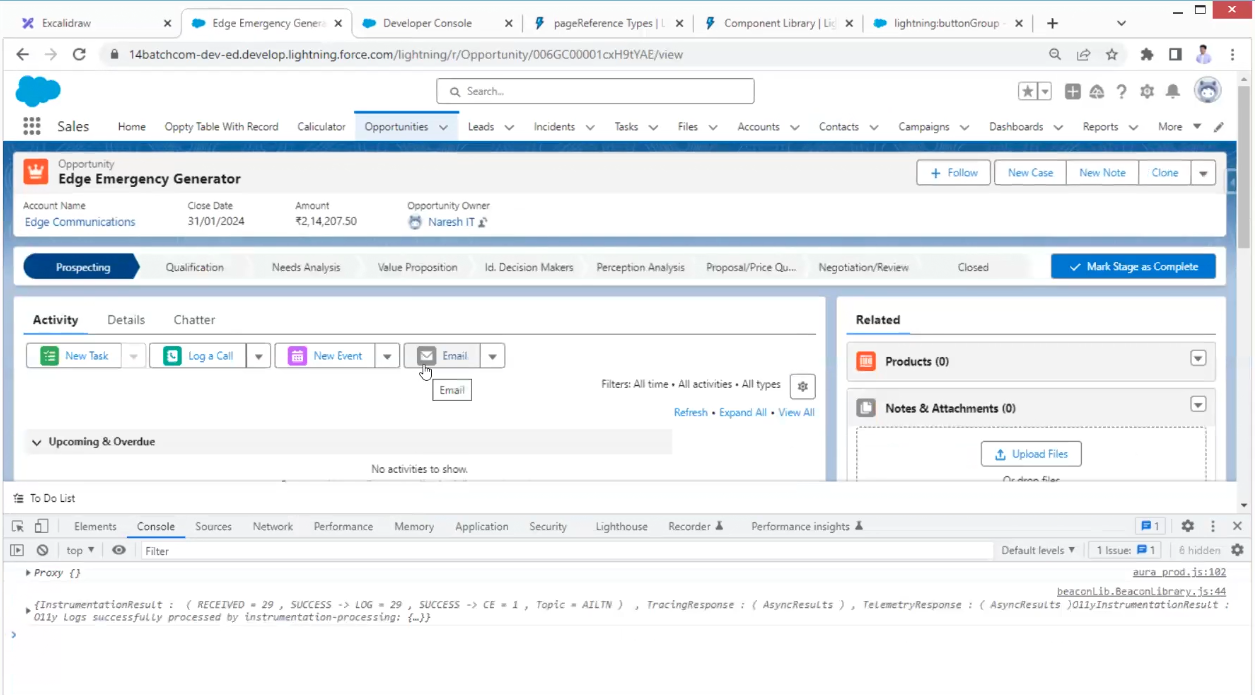 Excalidraw
Edge Emergency Genera
Developer Console
pageReference Types | L
Component Library | Lig
lightning:buttonGroup -
14batchcom-dev-ed.develop.lightning.force.com/lightning/r/Opportunity/006GC00001cxH9tYAE/view
Search...
Sales Home Oppty Table With Record Calculator Opportunities Leads Incidents Tasks Files Accounts Contacts Campaigns Dashboards Reports More
Opportunity
Edge Emergency Generator
Follow New Case New Note Clone
Account Name Close Date Amount Opportunity Owner
Edge Communications 31/01/2024 ₹2,14,207.50 Naresh IT
Prospecting Qualification Needs Analysis Value Proposition Id. Decision Makers Perception Analysis Proposal/Price Qu... Negotiation/Review Closed Mark Stage as Complete
Activity Details Chatter
Related
New Task Log a Call New Event Email
Products (0)
Email
Filters: All time • All activities • All types
Refresh • Expand All • View All
Notes & Attachments (0)
Upcoming & Overdue
Upload Files
No activities to show.
Or drop files
To Do List
Elements Console Sources Network Performance Memory Application Security Lighthouse Recorder Performance insights 1
top Filter Default levels 1 Issue: 1 6 hidden
Proxy {} aura_prod.js:102
beaconLib.BeaconLibrary.js:44
{InstrumentationResult : ( RECEIVED = 29 , SUCCESS -> LOG = 29 , SUCCESS -> CE = 1 , Topic = AILTN ) , TracingResponse : ( AsyncResults ) , TelemetryResponse : ( AsyncResults )O11yInstrumentationResult :
O11y Logs successfully processed by instrumentation-processing: {…}}